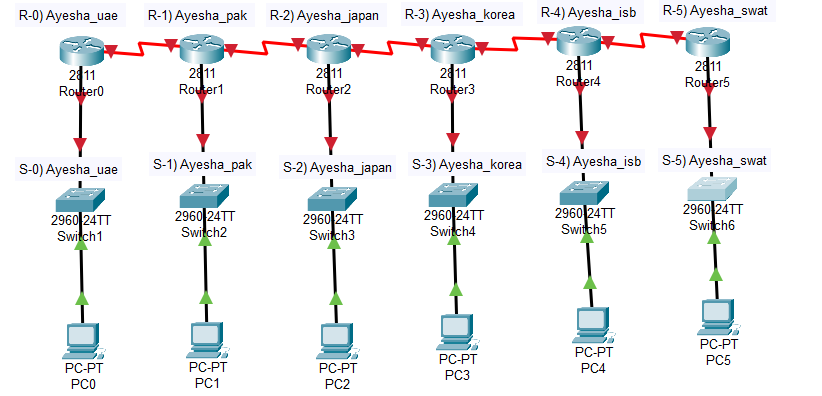 R-0) Ayesha_uae
R-1) Ayesha_pak
R-2) Ayesha_japan
R-3) Ayesha_korea
R-4) Ayesha_isb
R-5) Ayesha_swat
2811
Router0
2811
Router1
2811
Router2
2811
Router3
2811
Router4
2811
Router5
S-0) Ayesha_uae
S-1) Ayesha_pak
S-2) Ayesha_japan
S-3) Ayesha_korea
S-4) Ayesha_isb
S-5) Ayesha_swat
2960-24TT
Switch1
2960-24TT
Switch2
2960-24TT
Switch3
2960-24TT
Switch4
2960-24TT
Switch5
2960-24TT
Switch6
PC-PT
PC0
PC-PT
PC1
PC-PT
PC2
PC-PT
PC3
PC-PT
PC4
PC-PT
PC5